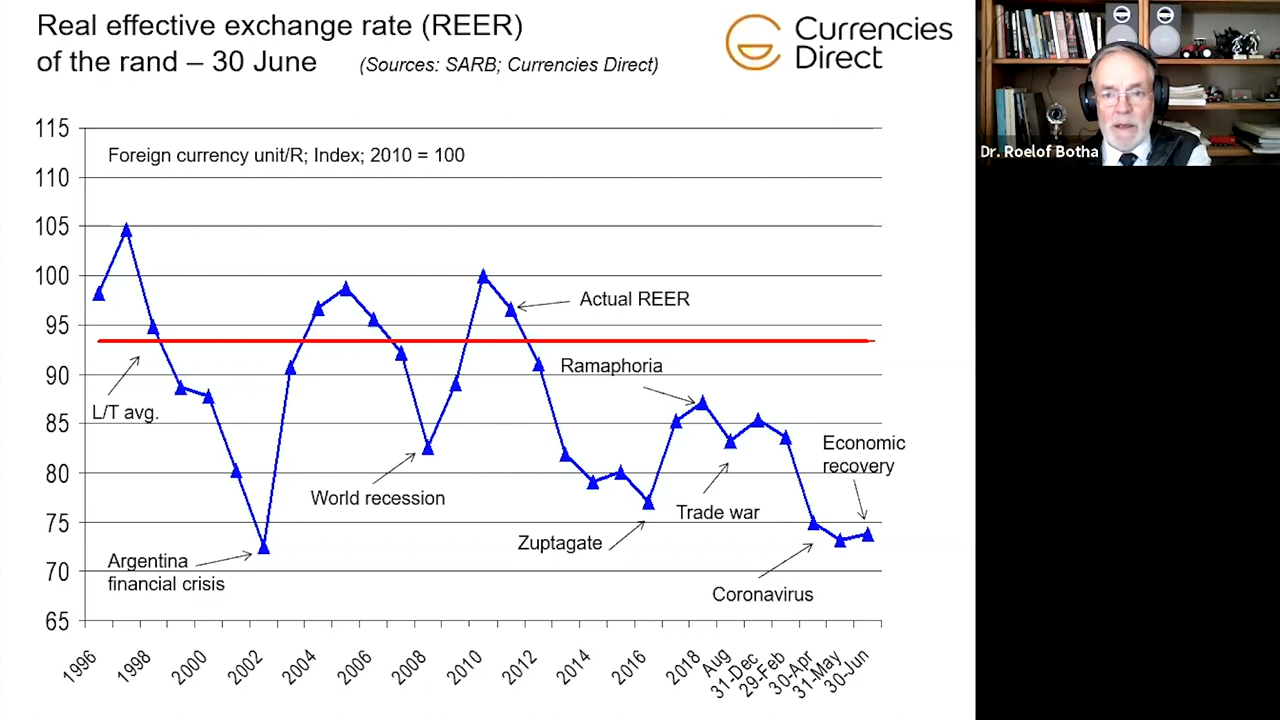 Real effective exchange rate (REER)
of the rand – 30 June (Sources: SARB; Currencies Direct)
Currencies
Direct
Dr. Roelof Botha
115
Foreign currency unit/R; Index; 2010 = 100
110
105
100
Actual REER
95
Ramaphoria
90
L/T avg.
85
Economic
recovery
80
World recession
Trade war
75
Zuptagate
Argentina
financial crisis
70
Coronavirus
65
1996
1998
2000
2002
2004
2006
2008
2010
2012
2014
2016
2018
Aug
31-Dec
29-Feb
30-Apr
31-May
30-Jun